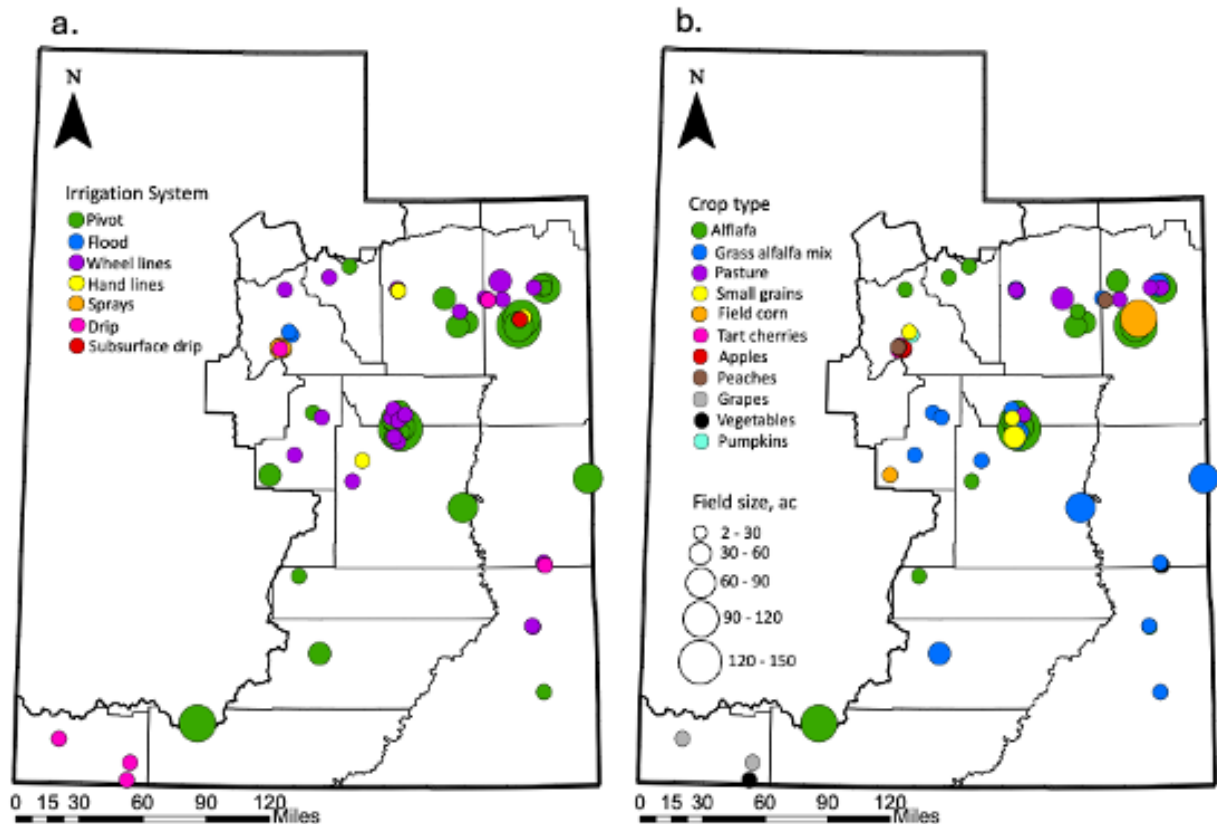 a.
N
Irrigation System
Pivot
Flood
Wheel lines
Hand lines
Sprays
Drip
Subsurface drip
0 15 30 60 90 120
Miles
b.
N
Crop type
Alflafa
Grass alfalfa mix
Pasture
Small grains
Field corn
Tart cherries
Apples
Peaches
Grapes
Vegetables
Pumpkins
Field size, ac
2 - 30
30 - 60
60 - 90
90 - 120
120 - 150
0 15 30 60 90 120
Miles